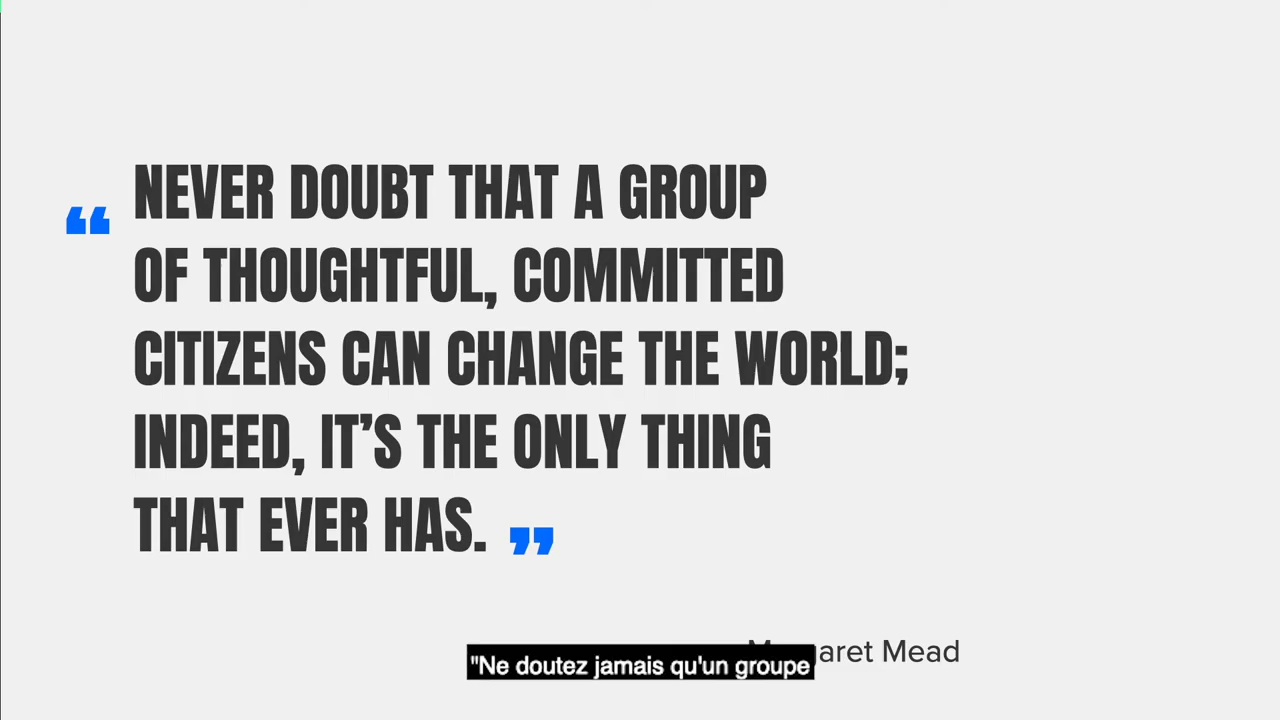 “ NEVER DOUBT THAT A GROUP
OF THOUGHTFUL, COMMITTED
CITIZENS CAN CHANGE THE WORLD;
INDEED, IT’S THE ONLY THING
THAT EVER HAS. ”
Margaret Mead
"Ne doutez jamais qu'un groupe